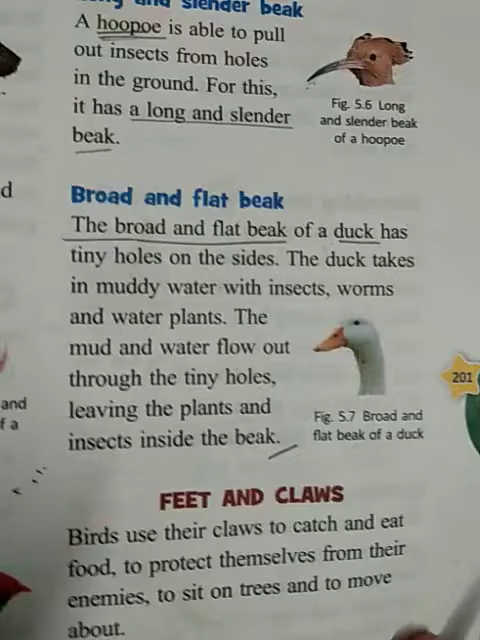 slender beak
A hoopoe is able to pull
out insects from holes
in the ground. For this,
it has a long and slender
beak.
Fig. 5.6 Long
and slender beak
of a hoopoe
Broad and flat beak
The broad and flat beak of a duck has
tiny holes on the sides. The duck takes
in muddy water with insects, worms
and water plants. The
mud and water flow out
through the tiny holes,
leaving the plants and
insects inside the beak.
Fig. 5.7 Broad and
flat beak of a duck
201
d
and
f a
FEET AND CLAWS
Birds use their claws to catch and eat
food, to protect themselves from their
enemies, to sit on trees and to move
about.